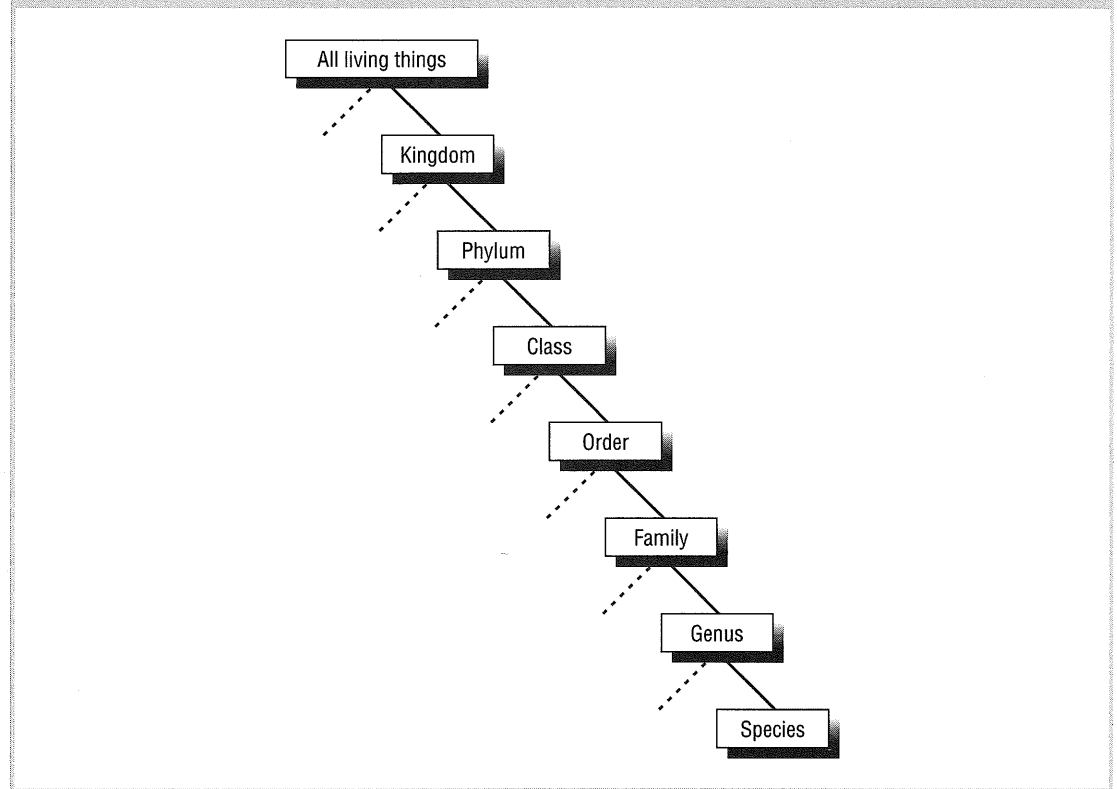 All living things
Kingdom
Phylum
Class
Order
Family
Genus
Species